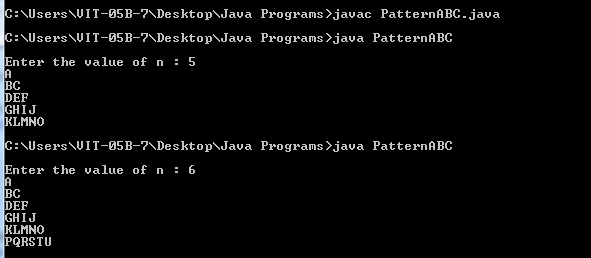 C:\Users\VIT-05B-7\Desktop\Java Programs>javac PatternABC.java
C:\Users\VIT-05B-7\Desktop\Java Programs>java PatternABC
Enter the value of n : 5
A
BC
DEF
GHIJ
KLMNO
C:\Users\VIT-05B-7\Desktop\Java Programs>java PatternABC
Enter the value of n : 6
A
BC
DEF
GHIJ
KLMNO
PQRSTU